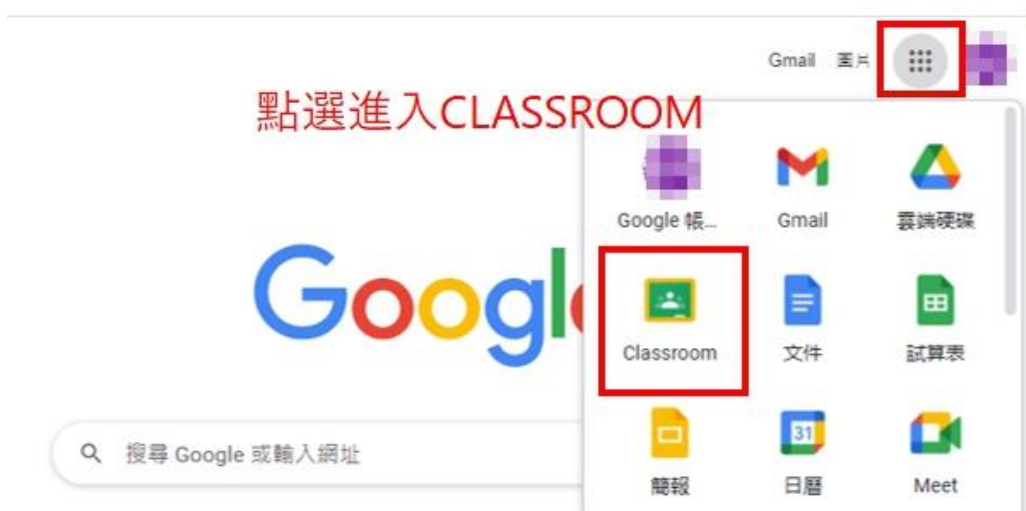 Gmail 圖片
點選進入CLASSROOM
Google 帳...
Gmail
雲端硬碟
Google
Classroom
文件
試算表
31
搜尋 Google 或輸入網址
簡報
日曆
Meet